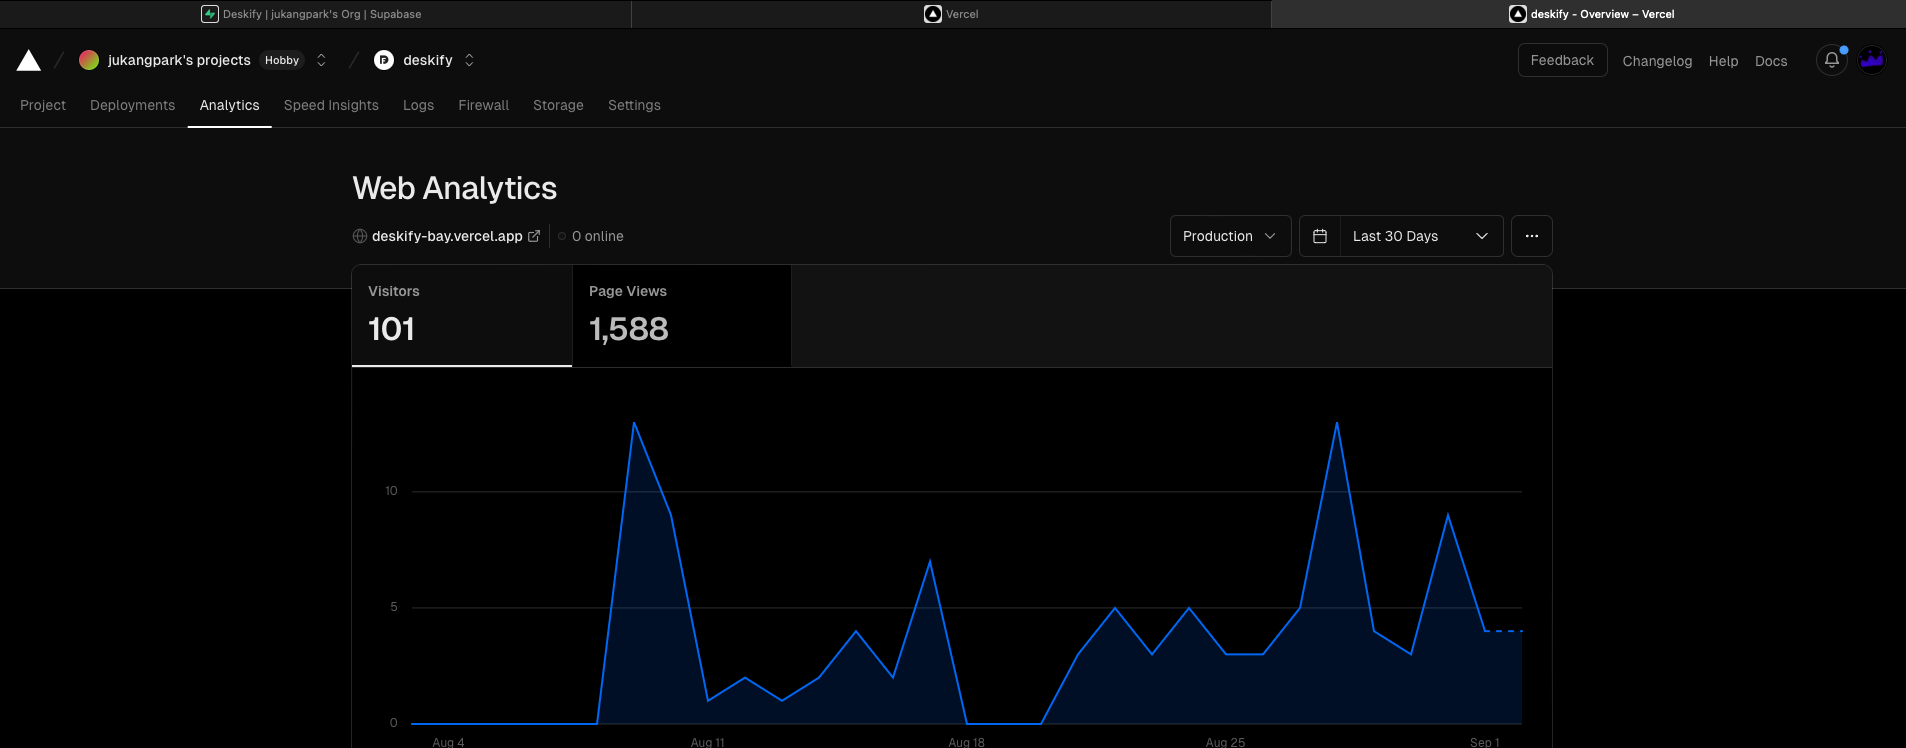 Deskify | jukangpark's Org | Supabase
Vercel
deskify - Overview – Vercel
jukangpark's projects Hobby
deskify
Feedback Changelog Help Docs
Project Deployments Analytics Speed Insights Logs Firewall Storage Settings
Web Analytics
deskify-bay.vercel.app 0 online
Production Last 30 Days
Visitors
101
Page Views
1,588
10
5
0
Aug 4 Aug 11 Aug 18 Aug 25 Sep 1